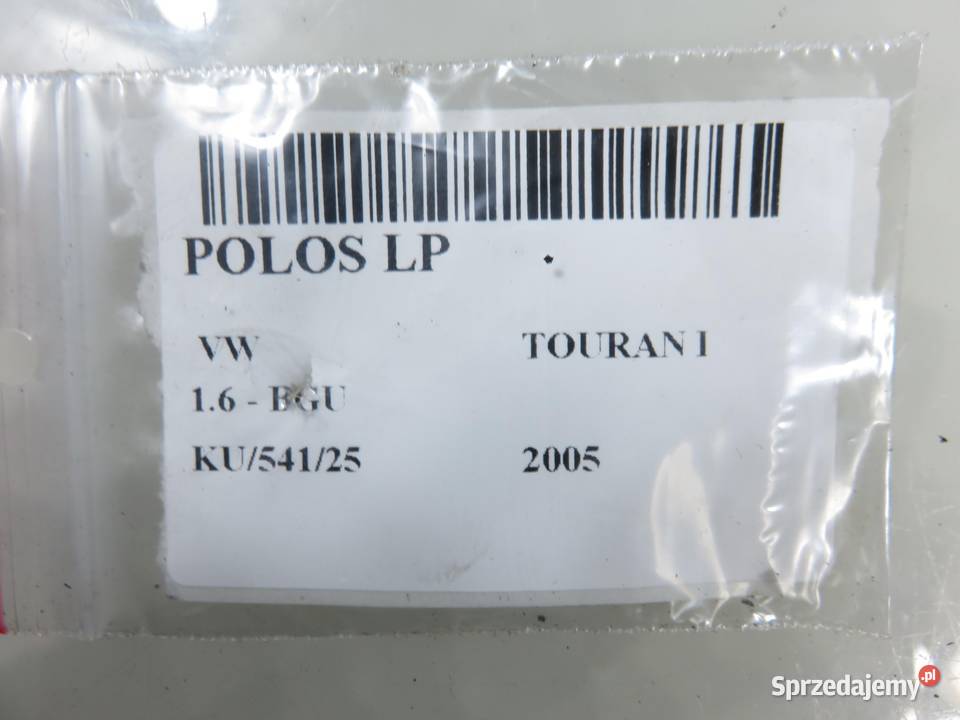 POLOS LP
VW TOURAN I
1.6 - BGU
KU/541/25 2005
Sprzedajemy.pl